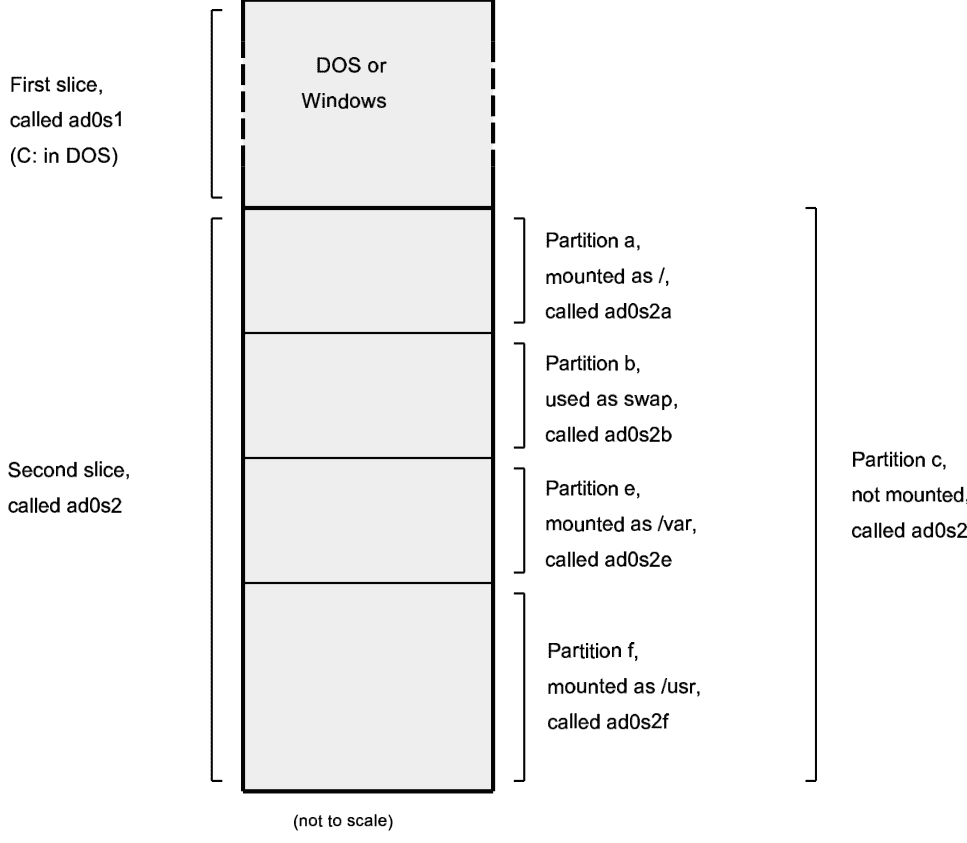 DOS or
Windows
First slice,
called ad0s1
(C: in DOS)
Partition a,
mounted as /,
called ad0s2a
Partition b,
used as swap,
called ad0s2b
Second slice,
called ad0s2
Partition e,
mounted as /var,
called ad0s2e
Partition c,
not mounted,
called ad0s2
Partition f,
mounted as /usr,
called ad0s2f
(not to scale)